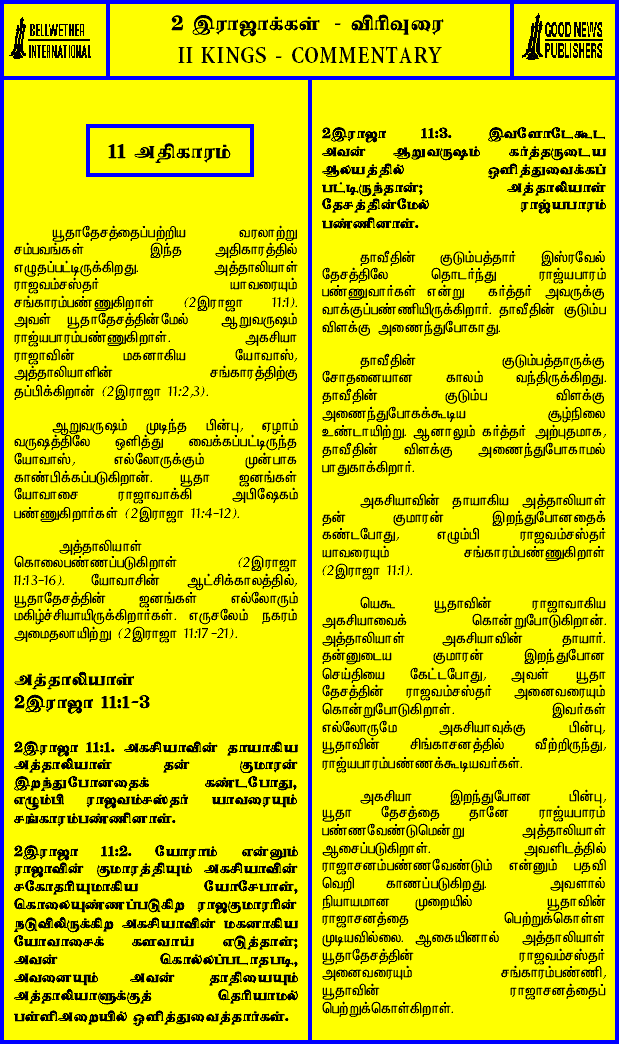 BELLWETHER
INTERNATIONAL
2 இராஜாக்கள் - விரிவுரை
II KINGS - COMMENTARY
GOOD NEWS
PUBLISHERS
11 அதிகாரம்
யூதாதேசத்தைப்பற்றிய வரலாற்று
சம்பவங்கள் இந்த அதிகாரத்தில்
எழுதப்பட்டிருக்கிறது. அத்தாலியாள்
ராஜவம்சஸ்தர் யாவரையும்
சங்காரம்பண்ணுகிறாள் (2இராஜா 11:1).
அவள் யூதாதேசத்தின்மேல் ஆறுவருஷம்
ராஜ்யபாரம்பண்ணுகிறாள். அகசியா
ராஜாவின் மகனாகிய யோவாஸ்,
அத்தாலியாளின் சங்காரத்திற்கு
தப்பிக்கிறான் (2இராஜா 11:2,3).
ஆறுவருஷம் முடிந்த பின்பு, ஏழாம்
வருஷத்திலே ஒளித்து வைக்கப்பட்டிருந்த
யோவாஸ், எல்லோருக்கும் முன்பாக
காண்பிக்கப்படுகிறான். யூதா ஜனங்கள்
யோவாசை ராஜாவாக்கி அபிஷேகம்
பண்ணுகிறார்கள் (2இராஜா 11:4-12).
அத்தாலியாள்
கொலைபண்ணப்படுகிறாள் (2இராஜா
11:13-16). யோவாசின் ஆட்சிக்காலத்தில்,
யூதாதேசத்தின் ஜனங்கள் எல்லோரும்
மகிழ்ச்சியாயிருக்கிறார்கள். எருசலேம் நகரம்
அமைதலாயிற்று (2இராஜா 11:17-21).
அத்தாலியாள்
2இராஜா 11:1-3
2இராஜா 11:1. அகசியாவின் தாயாகிய
அத்தாலியாள் தன் குமாரன்
இறந்துபோனதைக் கண்டபோது,
எழும்பி ராஜவம்சஸ்தர் யாவரையும்
சங்காரம்பண்ணினாள்.
2இராஜா 11:2. யோராம் என்னும்
ராஜாவின் குமாரத்தியும் அகசியாவின்
சகோதரியுமாகிய யோசேபாள்,
கொலையுண்ணப்படுகிற ராஜகுமாரரின்
நடுவிலிருக்கிற அகசியாவின் மகனாகிய
யோவாசைக் களவாய் எடுத்தாள்;
அவன் கொல்லப்படாதபடி,
அவனையும் அவன் தாதியையும்
அத்தாலியாளுக்குத் தெரியாமல்
பள்ளிஅறையில் ஒளித்துவைத்தார்கள்.
2இராஜா 11:3. இவளோடேகூட
அவன் ஆறுவருஷம் கர்த்தருடைய
ஆலயத்தில் ஒளித்துவைக்கப்
பட்டிருந்தான்; அத்தாலியாள்
தேசத்தின்மேல் ராஜ்யபாரம்
பண்ணினாள்.
தாவீதின் குடும்பத்தார் இஸ்ரவேல்
தேசத்திலே தொடர்ந்து ராஜ்யபாரம்
பண்ணுவார்கள் என்று கர்த்தர் அவருக்கு
வாக்குப்பண்ணியிருக்கிறார். தாவீதின் குடும்ப
விளக்கு அணைந்துபோகாது.
தாவீதின் குடும்பத்தாருக்கு
சோதனையான காலம் வந்திருக்கிறது.
தாவீதின் குடும்ப விளக்கு
அணைந்துபோகக்கூடிய சூழ்நிலை
உண்டாயிற்று. ஆனாலும் கர்த்தர் அற்புதமாக,
தாவீதின் விளக்கு அணைந்துபோகாமல்
பாதுகாக்கிறார்.
அகசியாவின் தாயாகிய அத்தாலியாள்
தன் குமாரன் இறந்துபோனதைக்
கண்டபோது, எழும்பி ராஜவம்சஸ்தர்
யாவரையும் சங்காரம்பண்ணுகிறாள்
(2இராஜா 11:1).
யெகூ யூதாவின் ராஜாவாகிய
அகசியாவைக் கொன்றுபோடுகிறான்.
அத்தாலியாள் அகசியாவின் தாயார்.
தன்னுடைய குமாரன் இறந்துபோன
செய்தியை கேட்டபோது, அவள் யூதா
தேசத்தின் ராஜவம்சஸ்தர் அனைவரையும்
கொன்றுபோடுகிறாள். இவர்கள்
எல்லோருமே அகசியாவுக்கு பின்பு,
யூதாவின் சிங்காசனத்தில் வீற்றிருந்து,
ராஜ்யபாரம்பண்ணக்கூடியவர்கள்.
அகசியா இறந்துபோன பின்பு,
யூதா தேசத்தை தானே ராஜ்யபாரம்
பண்ணவேண்டுமென்று அத்தாலியாள்
ஆசைப்படுகிறாள். அவளிடத்தில்
ராஜாசனம்பண்ணவேண்டும் என்னும் பதவி
வெறி காணப்படுகிறது. அவளால்
நியாயமான முறையில் யூதாவின்
ராஜாசனத்தை பெற்றுக்கொள்ள
முடியவில்லை. ஆகையினால் அத்தாலியாள்
யூதாதேசத்தின் ராஜவம்சஸ்தர்
அனைவரையும் சங்காரம்பண்ணி,
யூதாவின் ராஜாசனத்தைப்
பெற்றுக்கொள்கிறாள்.